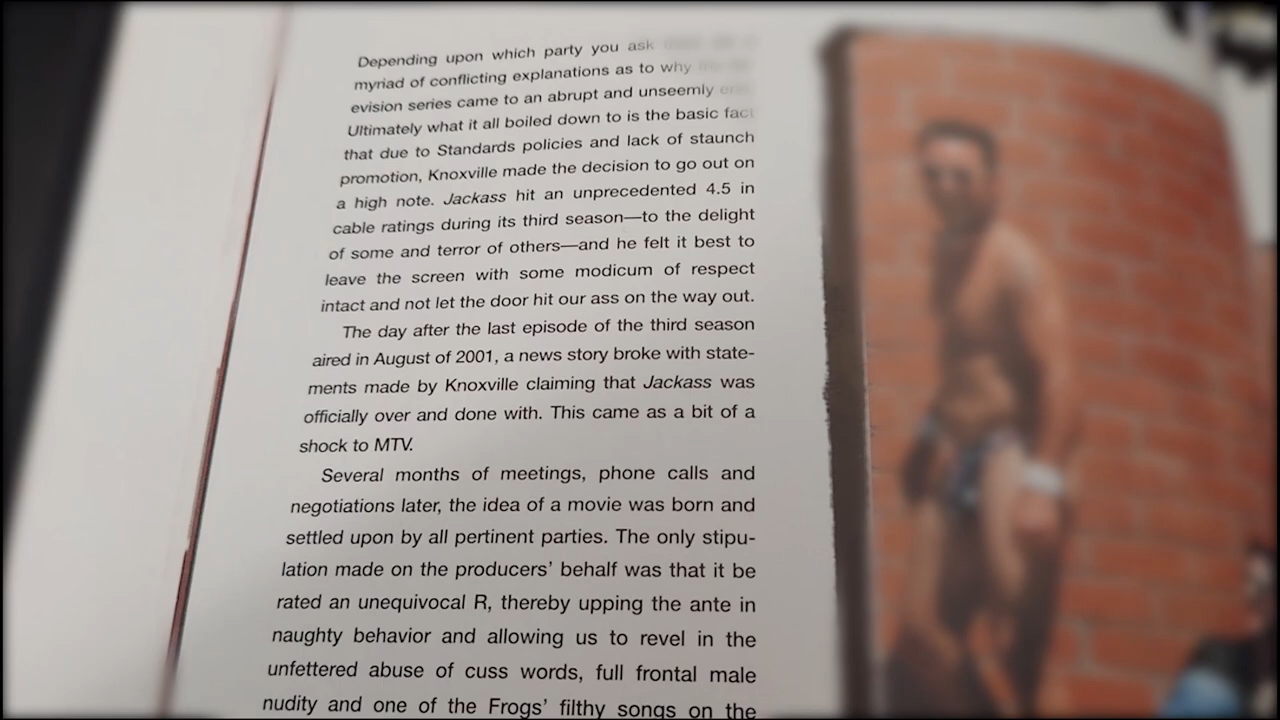 Depending upon which party you ask
myriad of conflicting explanations as to why
evision series came to an abrupt and unseemly
Ultimately what it all boiled down to is the basic fact
that due to Standards policies and lack of staunch
promotion, Knoxville made the decision to go out on
a high note. Jackass hit an unprecedented 4.5 in
cable ratings during its third season—to the delight
of some and terror of others—and he felt it best to
leave the screen with some modicum of respect
intact and not let the door hit our ass on the way out.
The day after the last episode of the third season
aired in August of 2001, a news story broke with state-
ments made by Knoxville claiming that Jackass was
officially over and done with. This came as a bit of a
shock to MTV.
Several months of meetings, phone calls and
negotiations later, the idea of a movie was born and
settled upon by all pertinent parties. The only stipu-
lation made on the producers’ behalf was that it be
rated an unequivocal R, thereby upping the ante in
naughty behavior and allowing us to revel in the
unfettered abuse of cuss words, full frontal male
nudity and one of the Frogs’ filthy songs on the